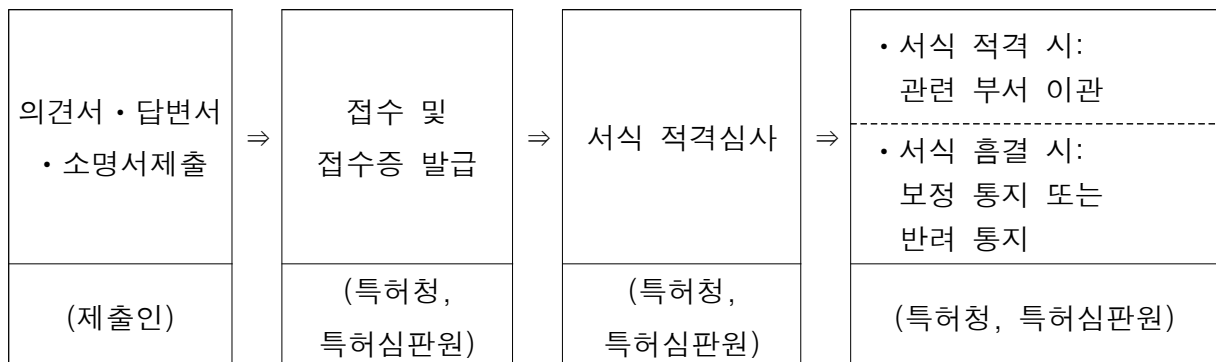 의견서・답변서
・소명서제출
⇒
접수 및
접수증 발급
⇒
서식 적격심사
⇒
・서식 적격 시:
관련 부서 이관
・서식 흠결 시:
보정 통지 또는
반려 통지
(제출인)
(특허청,
특허심판원)
(특허청,
특허심판원)
(특허청, 특허심판원)